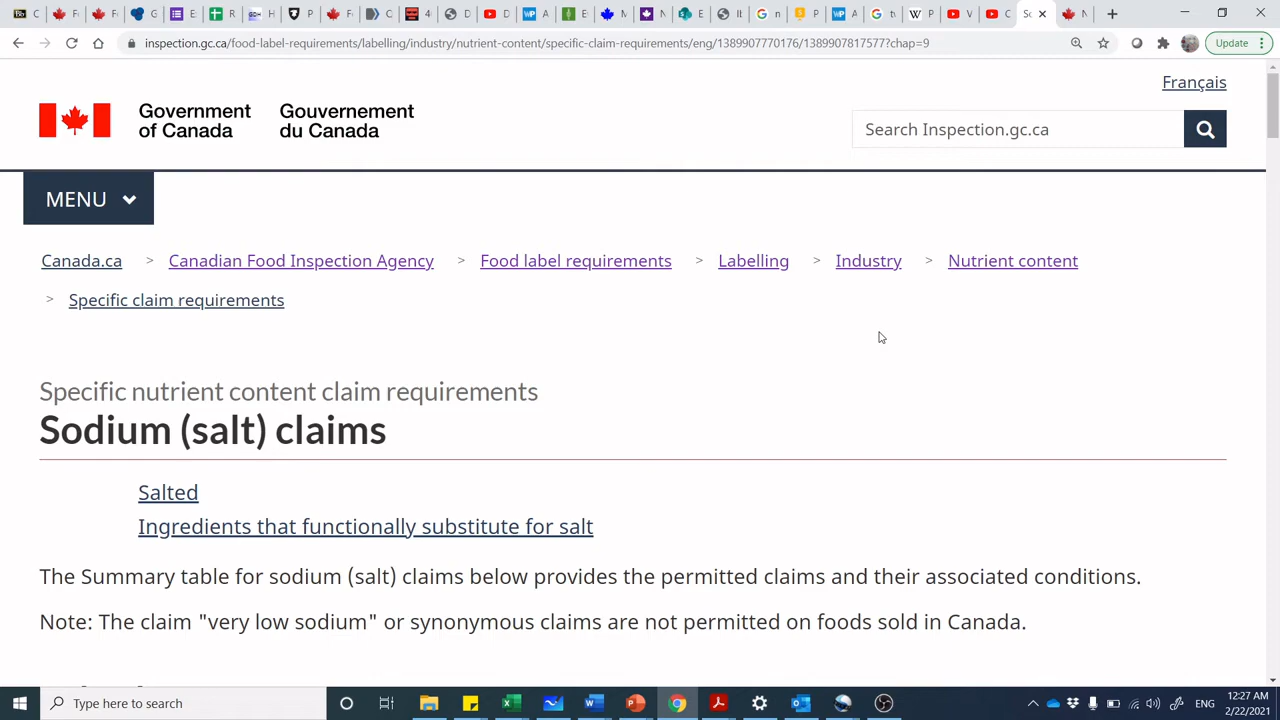 inspection.gc.ca/food-label-requirements/labelling/industry/nutrient-content/specific-claim-requirements/eng/1389907770176/1389907817577?chap=9
Update
Français
Government of Canada
Gouvernement du Canada
Search Inspection.gc.ca
MENU
Canada.ca > Canadian Food Inspection Agency > Food label requirements > Labelling > Industry > Nutrient content
> Specific claim requirements
Specific nutrient content claim requirements
Sodium (salt) claims
Salted
Ingredients that functionally substitute for salt
The Summary table for sodium (salt) claims below provides the permitted claims and their associated conditions.
Note: The claim "very low sodium" or synonymous claims are not permitted on foods sold in Canada.
Type here to search
ENG
12:27 AM
2/22/2021